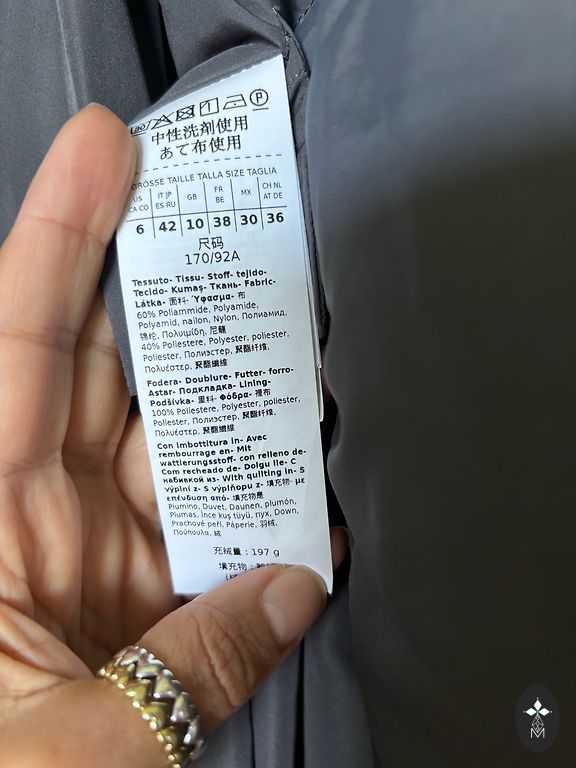 中性洗剤使用
あて布使用
GRÖSSE TAILLE TALLA SIZE TAGLIA
US CA CO IT JP ES RU GB FR BE MX CH NL AT DE
6 42 10 38 30 36
尺码
170/92A
Tessuto- Tissu- Stoff- tejido-
Tecido- Kumaş- Ткань- Fabric-
Látka- 面料- Ύφασμα- 布
60% Poliammide, Polyamide,
Polyamid, nailon, Nylon, Полиамид,
锦纶, Πολυμίδη, 尼龍
40% Poliestere, Polyester, poliester,
Poliester, Полиэстер, 聚酯纤维,
Πολυέστερ, 聚酯纖維
Fodera- Doublure- Futter- forro-
Astar- Подкладка- Lining-
Podšívka- 里料- Φόδρα- 裡布
100% Poliestere, Polyester, poliester,
Poliester, Полиэстер, 聚酯纤维,
Πολυέστερ, 聚酯纖維
Con imbottitura in- Avec
rembourrage en- Mit
wattierungsstoff- con relleno de-
Com recheado de- Dolgu ile- С
набивкой из- With quilting in- S
výplní z- S výplňou z- 填充物- με
επένδυση από- 填充物是
Piumino, Duvet, Daunen, plumón,
Plumas, İnce kuş tüyü, пух, Down,
Prachové peří, Páperie, 羽绒,
Πούπουλα, 絨
充绒量：197 g
填充物：
M